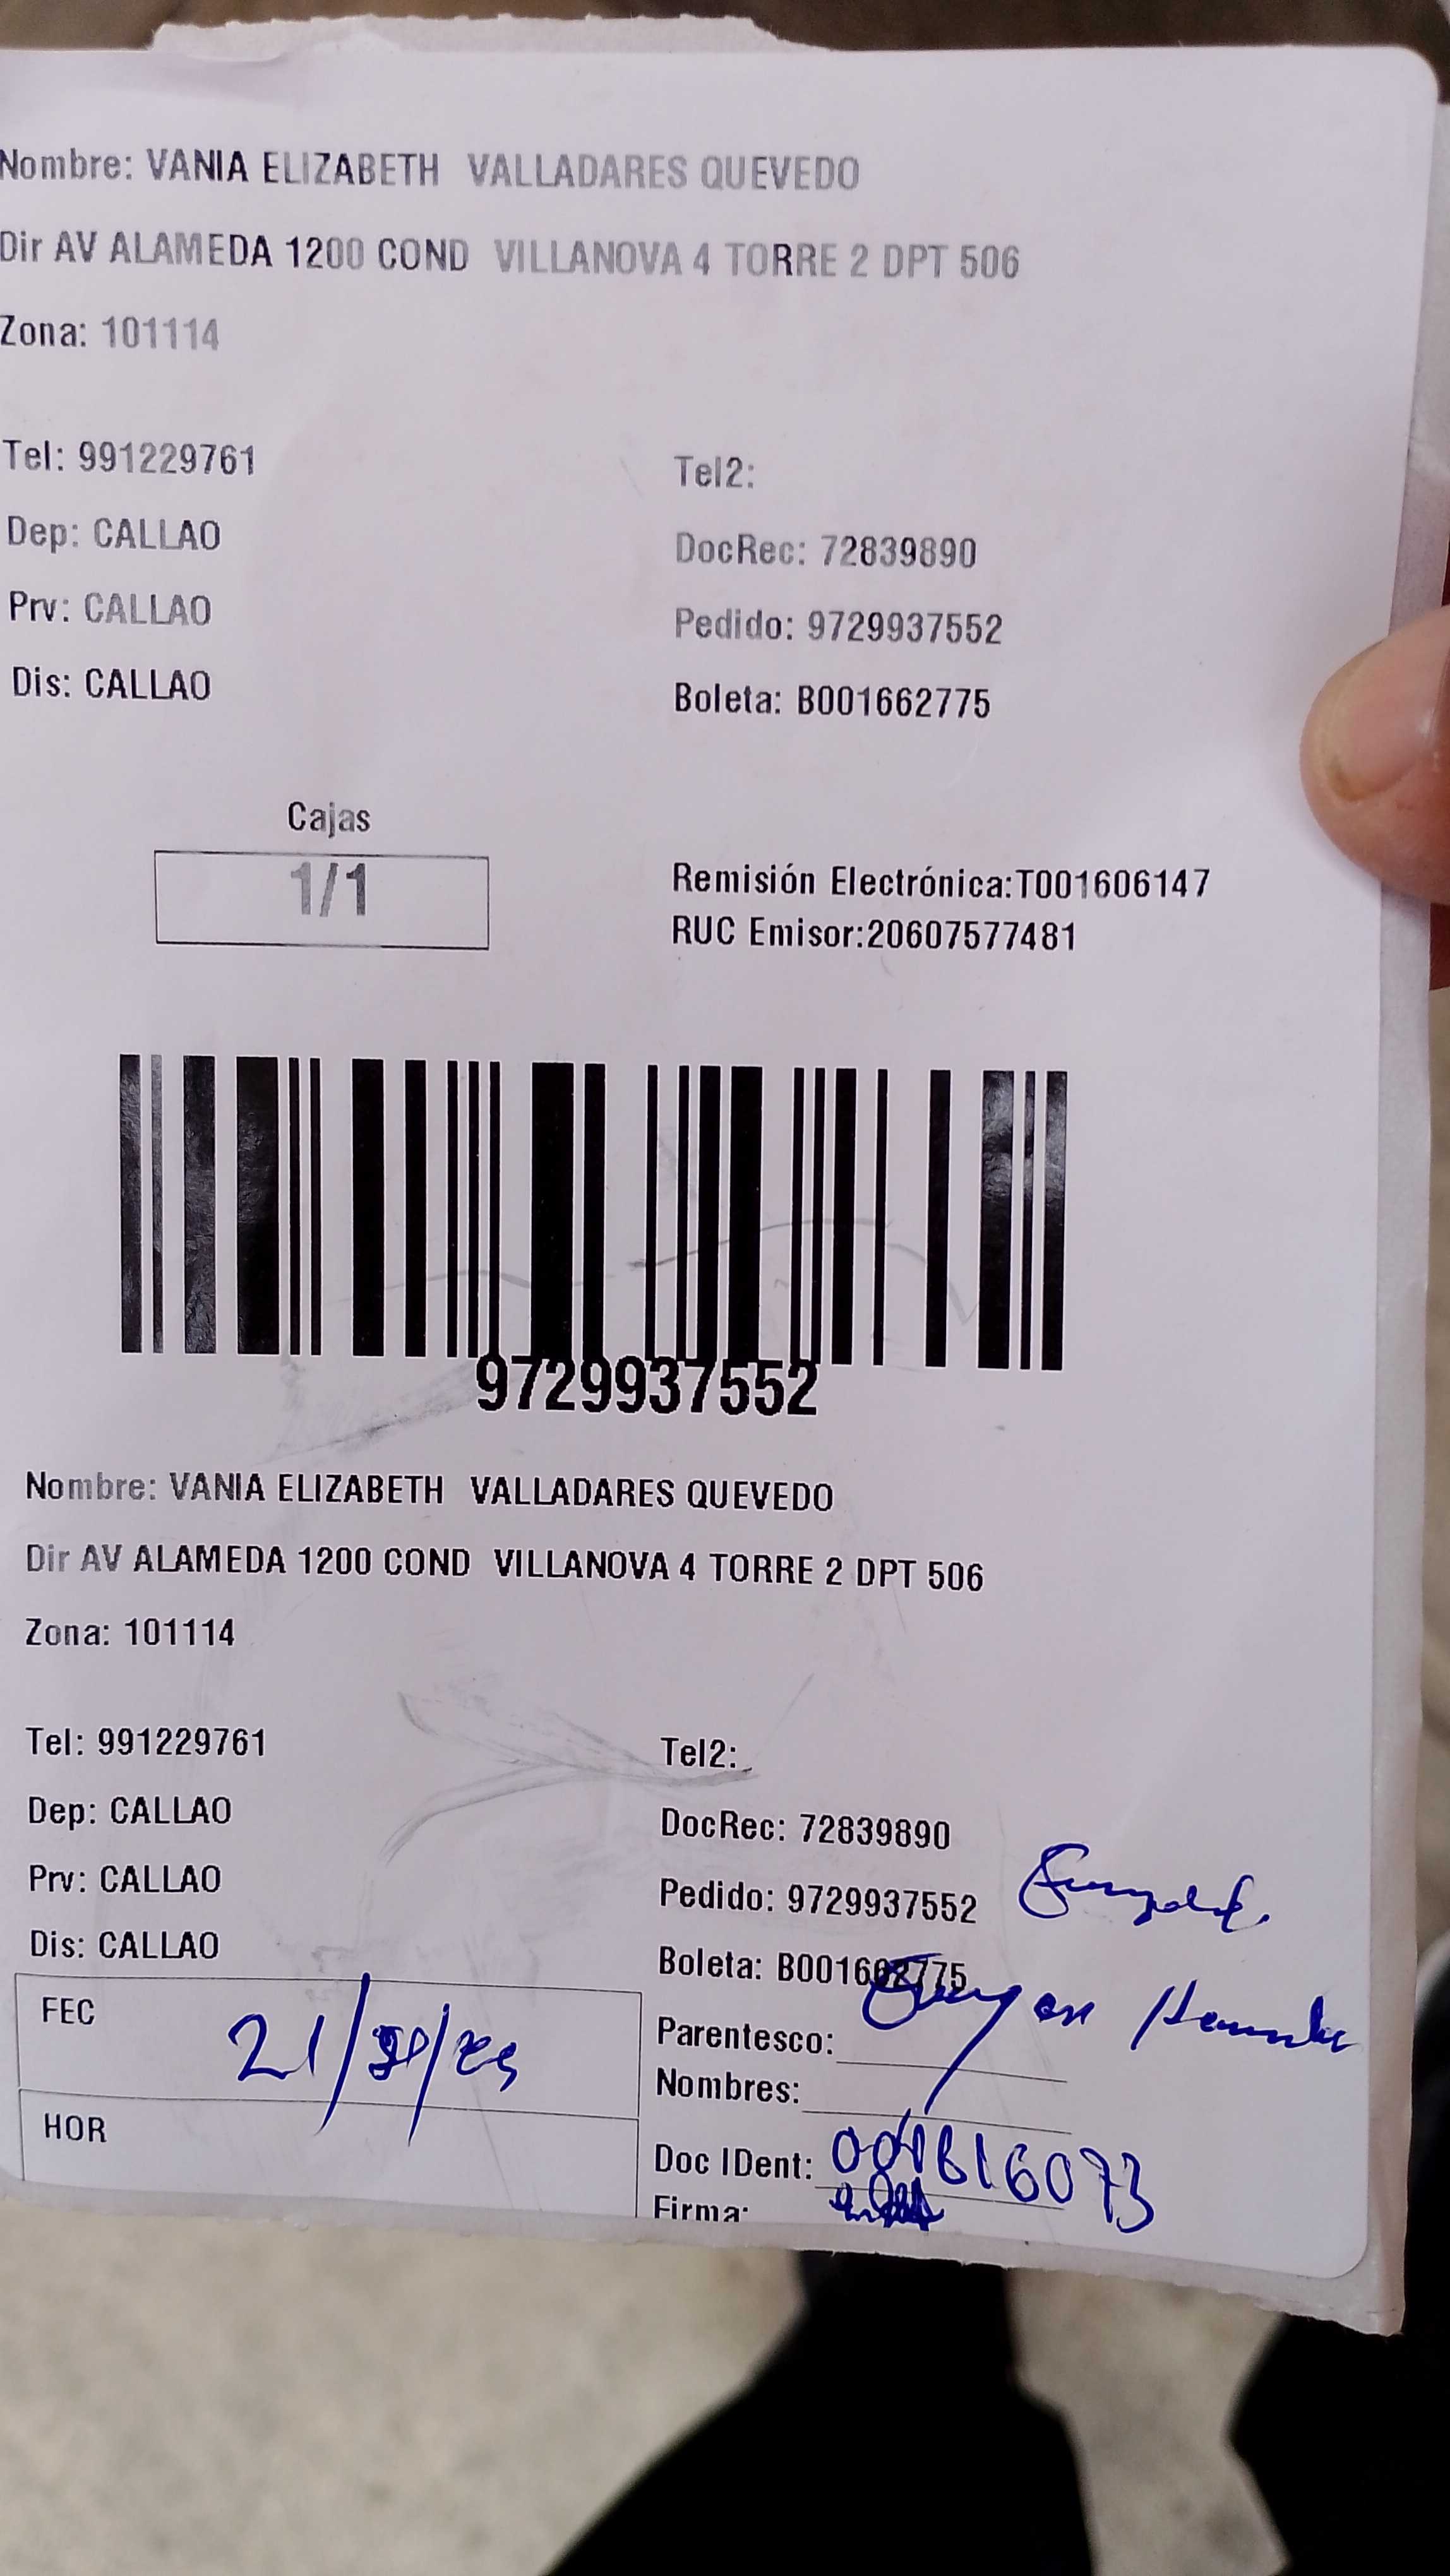 Nombre: VANIA ELIZABETH VALLADARES QUEVEDO
Dir AV ALAMEDA 1200 COND VILLANOVA 4 TORRE 2 DPT 506
Zona: 101114
Tel: 991229761
Tel2:
Dep: CALLAO
DocRec: 72839890
Prv: CALLAO
Pedido: 9729937552
Dis: CALLAO
Boleta: B001662775
Cajas
1/1
Remisión Electrónica:T001606147
RUC Emisor:20607577481
9729937552
Nombre: VANIA ELIZABETH VALLADARES QUEVEDO
Dir AV ALAMEDA 1200 COND VILLANOVA 4 TORRE 2 DPT 506
Zona: 101114
Tel: 991229761
Tel2:
Dep: CALLAO
DocRec: 72839890
Prv: CALLAO
Pedido: 9729937552
Dis: CALLAO
Boleta: B001662775
FEC
Parentesco:
Nombres:
HOR
Doc IDent:
Firma: